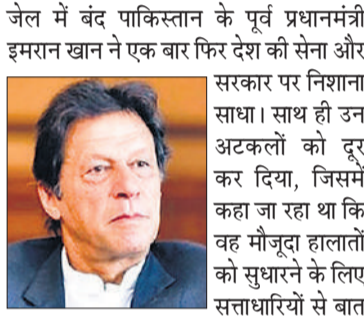 जेल में बंद पाकिस्तान के पूर्व प्रधानमंत्री
इमरान खान ने एक बार फिर देश की सेना और
सरकार पर निशाना
साधा। साथ ही उन
अटकलों को दूर
कर दिया, जिसमें
कहा जा रहा था कि
वह मौजूदा हालातों
को सुधारने के लिए
सत्ताधारियों से बात